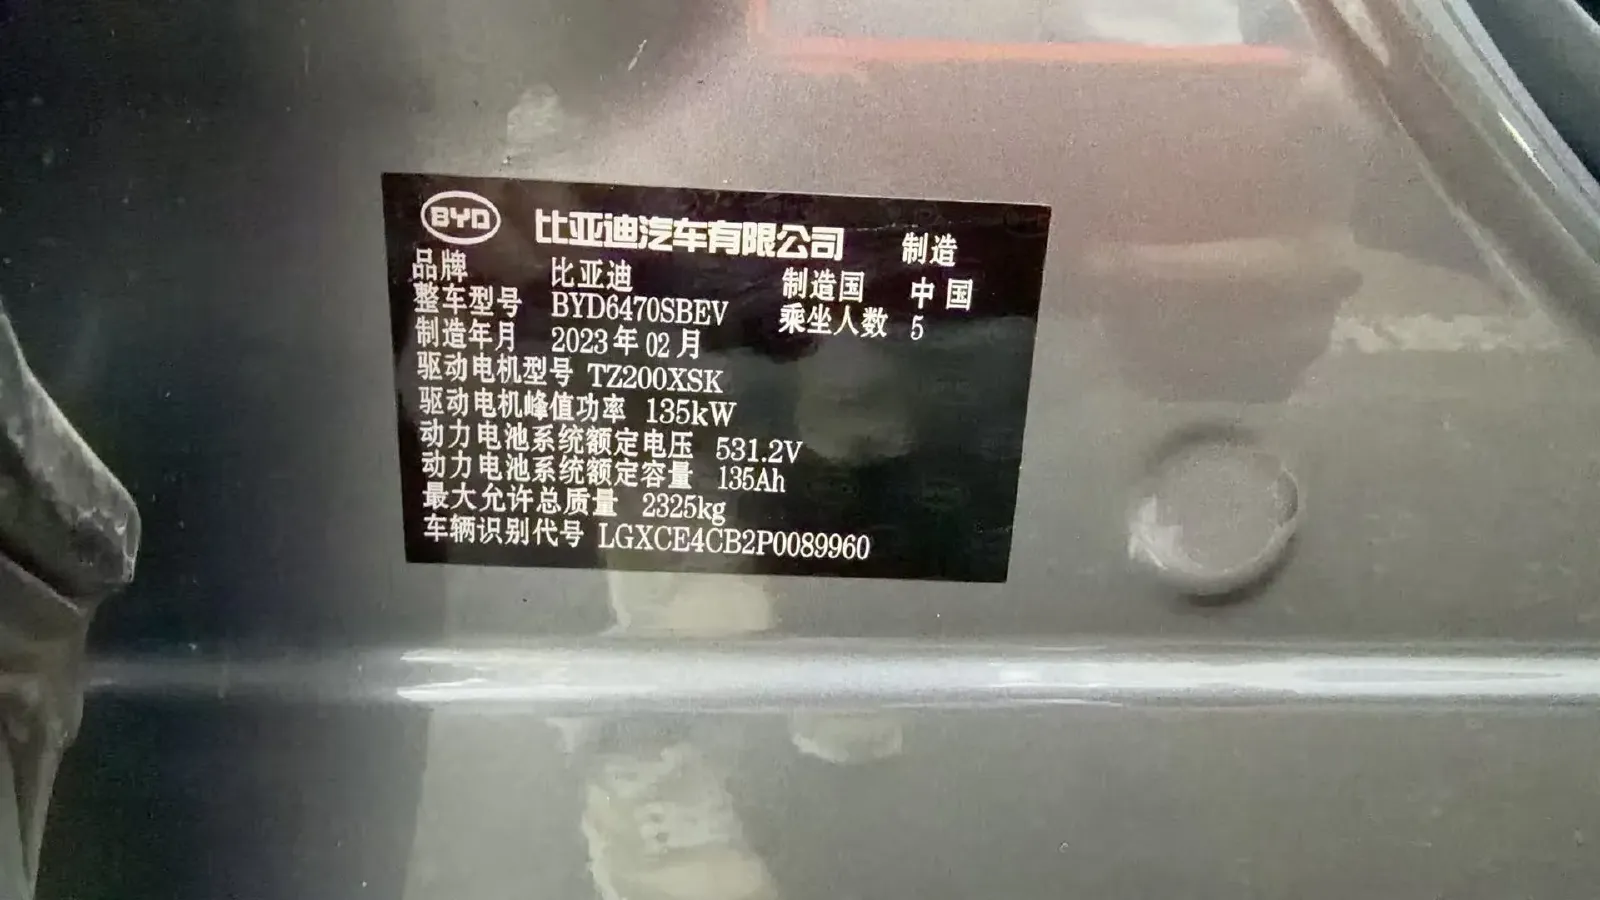 BYD 比亚迪汽车有限公司 制造
品牌 比亚迪 制造国 中国
整车型号 BYD6470SBEV 乘坐人数 5
制造年月 2023年02月
驱动电机型号 TZ200XSK
驱动电机峰值功率 135kW
动力电池系统额定电压 531.2V
动力电池系统额定容量 135Ah
最大允许总质量 2325kg
车辆识别代号 LGXCE4CB2P0089960